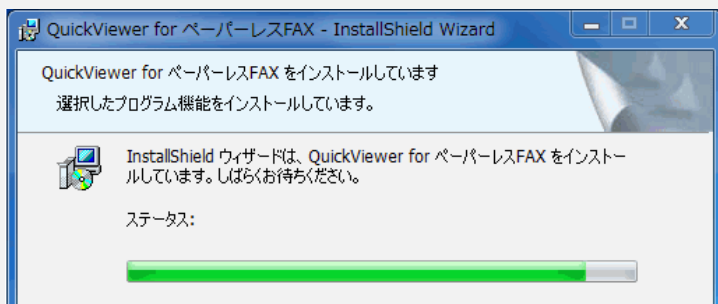 QuickViewer for ペーパーレスFAX - InstallShield Wizard
QuickViewer for ペーパーレスFAX をインストールしています
選択したプログラム機能をインストールしています。
InstallShield ウィザードは、QuickViewer for ペーパーレスFAX をインストー
ルしています。しばらくお待ちください。
ステータス: